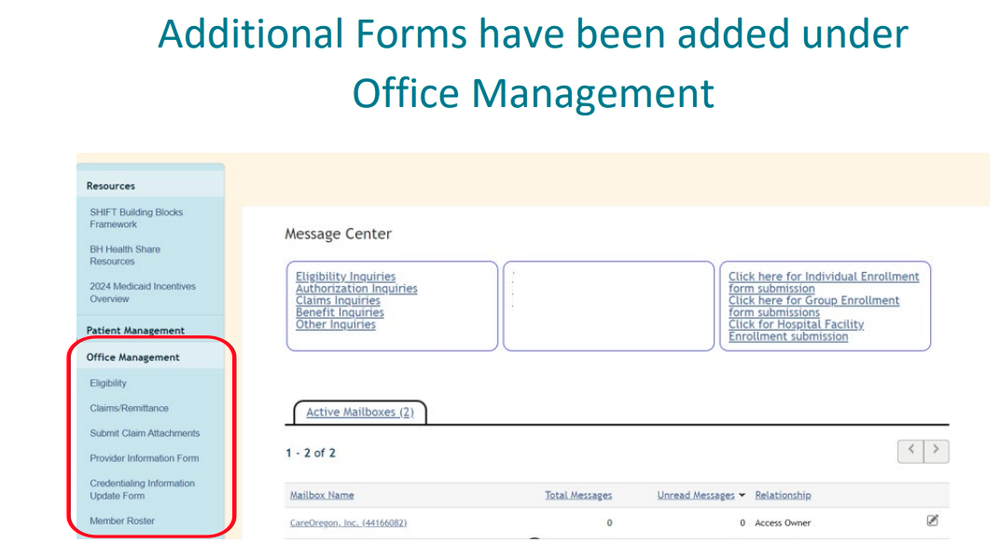 Additional Forms have been added under
Office Management
Resources
SHIFT Building Blocks
Framework
BH Health Share
Resources
2024 Medicaid Incentives
Overview
Patient Management
Office Management
Eligibility
Claims/Remittance
Submit Claim Attachments
Provider Information Form
Credentialing Information
Update Form
Member Roster
Message Center
Eligibility Inquiries
Authorization Inquiries
Claims Inquiries
Benefit Inquiries
Other Inquiries
Click here for Individual Enrollment
form submission
Click here for Group Enrollment
form submissions
Click for Hospital Facility
Enrollment submission
Active Mailboxes (2)
1 - 2 of 2
Mailbox Name Total Messages Unread Messages Relationship
CareOregon, Inc. (44166082) 0 0 Access Owner